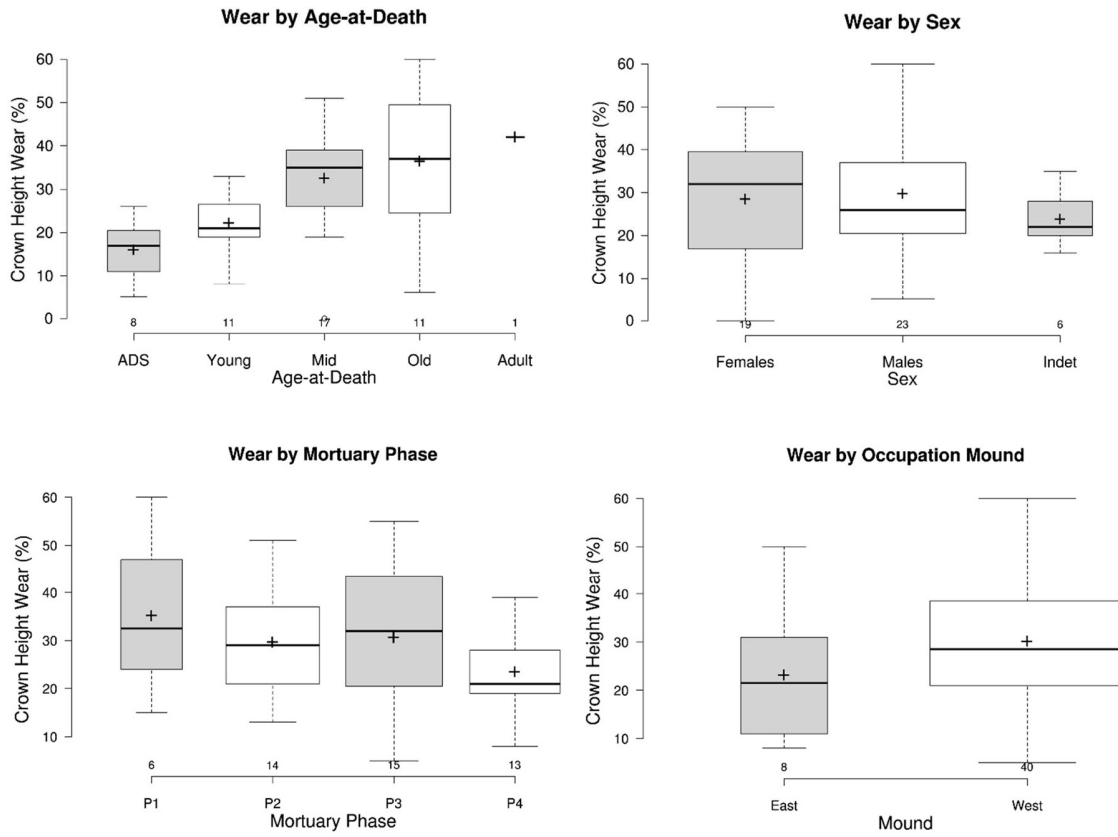 Wear by Age-at-Death
Crown Height Wear (%)
60
50
40
30
20
10
0
8 11 17 11 1
ADS Young Mid Old Adult
Age-at-Death
Wear by Sex
Crown Height Wear (%)
60
50
40
30
20
10
0
19 23 6
Females Males Indet
Sex
Wear by Mortuary Phase
Crown Height Wear (%)
60
50
40
30
20
10
6 14 15 13
P1 P2 P3 P4
Mortuary Phase
Wear by Occupation Mound
Crown Height Wear (%)
60
50
40
30
20
10
8 40
East West
Mound